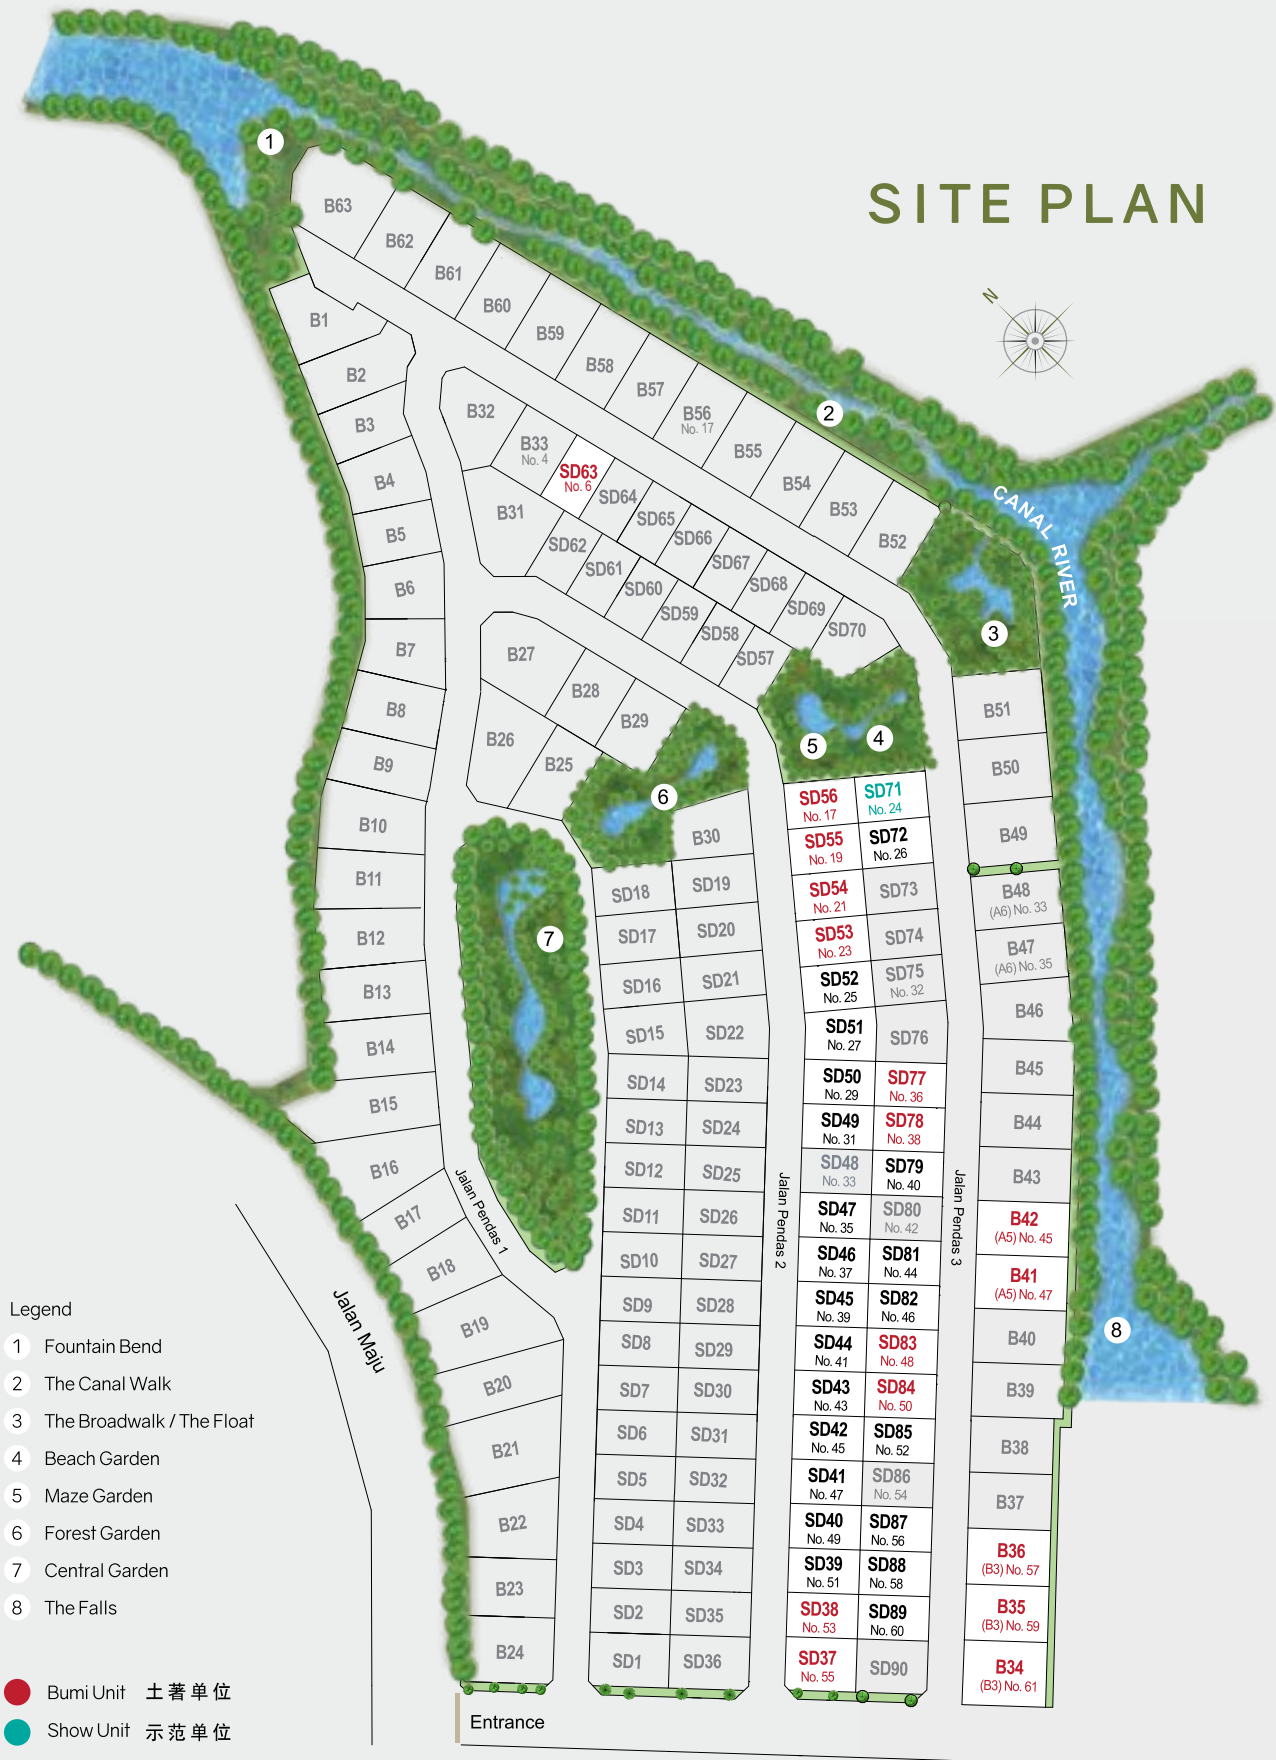 SITE PLAN
N
1
2
3
4
5
6
7
8
CANAL RIVER
B63
B62
B61
B60
B59
B58
B57
B56
No. 17
B55
B54
B53
B52
B1
B2
B3
B4
B5
B6
B7
B8
B9
B10
B11
B12
B13
B14
B15
B16
B17
B18
B19
B20
B21
B22
B23
B24
B32
B33
No. 4
SD63
No. 6
SD64
SD65
SD66
SD67
SD68
SD69
SD70
B31
SD62
SD61
SD60
SD59
SD58
SD57
B27
B28
B29
B26
B25
B30
SD18
SD19
SD17
SD20
SD16
SD21
SD15
SD22
SD14
SD23
SD13
SD24
SD12
SD25
SD11
SD26
SD10
SD27
SD9
SD28
SD8
SD29
SD7
SD30
SD6
SD31
SD5
SD32
SD4
SD33
SD3
SD34
SD2
SD35
SD1
SD36
SD56
No. 17
SD71
No. 24
SD55
No. 19
SD72
No. 26
SD54
No. 21
SD73
SD53
No. 23
SD74
SD52
No. 25
SD75
No. 32
SD51
No. 27
SD76
SD50
No. 29
SD77
No. 36
SD49
No. 31
SD78
No. 38
SD48
No. 33
SD79
No. 40
SD47
No. 35
SD80
No. 42
SD46
No. 37
SD81
No. 44
SD45
No. 39
SD82
No. 46
SD44
No. 41
SD83
No. 48
SD43
No. 43
SD84
No. 50
SD42
No. 45
SD85
No. 52
SD41
No. 47
SD86
No. 54
SD40
No. 49
SD87
No. 56
SD39
No. 51
SD88
No. 58
SD38
No. 53
SD89
No. 60
SD37
No. 55
SD90
B51
B50
B49
B48
(A6) No. 33
B47
(A6) No. 35
B46
B45
B44
B43
B42
(A5) No. 45
B41
(A5) No. 47
B40
B39
B38
B37
B36
(B3) No. 57
B35
(B3) No. 59
B34
(B3) No. 61
Jalan Pendas 1
Jalan Pendas 2
Jalan Pendas 3
Jalan Maju
Entrance
Legend
1 Fountain Bend
2 The Canal Walk
3 The Broadwalk / The Float
4 Beach Garden
5 Maze Garden
6 Forest Garden
7 Central Garden
8 The Falls
Bumi Unit 土著单位
Show Unit 示范单位